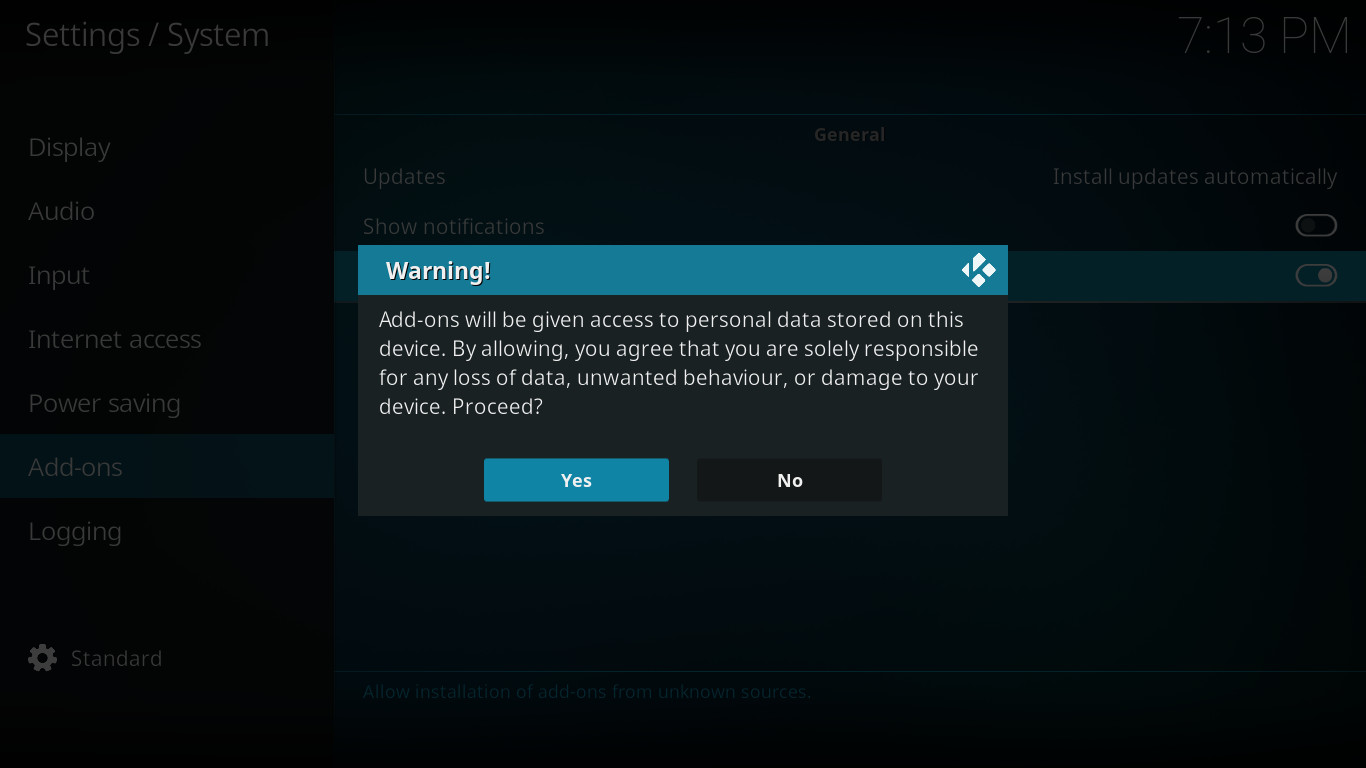 Settings / System
7:13 PM
Display
Audio
Input
Internet access
Power saving
Add-ons
Logging
Standard
General
Updates
Install updates automatically
Show notifications
Warning!
Add-ons will be given access to personal data stored on this
device. By allowing, you agree that you are solely responsible
for any loss of data, unwanted behaviour, or damage to your
device. Proceed?
Yes
No
Allow installation of add-ons from unknown sources.